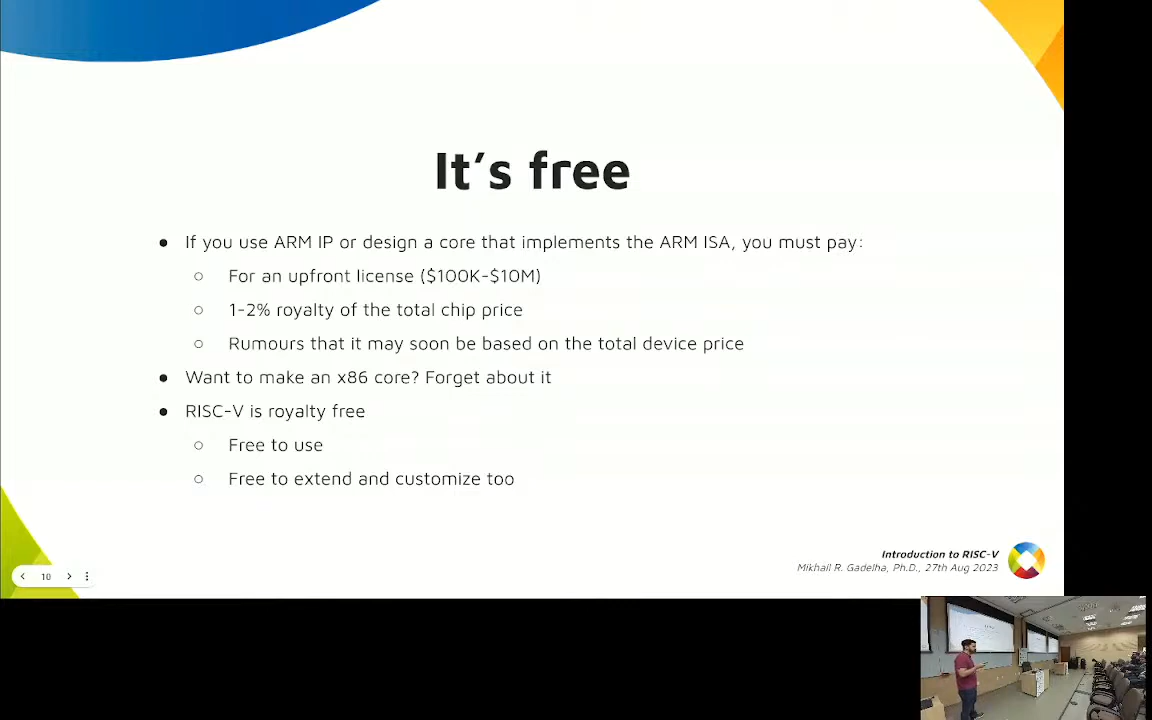 It's free
● If you use ARM IP or design a core that implements the ARM ISA, you must pay:
○ For an upfront license ($100K-$10M)
○ 1-2% royalty of the total chip price
○ Rumours that it may soon be based on the total device price
● Want to make an x86 core? Forget about it
● RISC-V is royalty free
○ Free to use
○ Free to extend and customize too
Introduction to RISC-V
Mikhail R. Gadelha, Ph.D., 27th Aug 2023
10